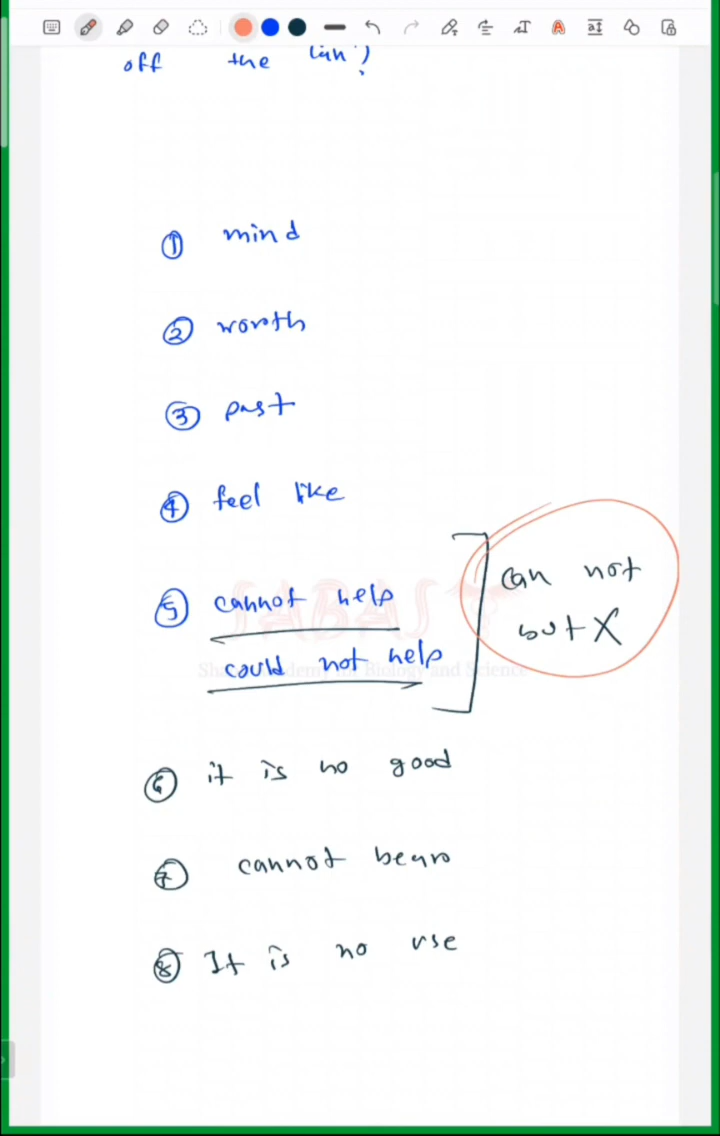 off the
① mind
② worth
③ past
④ feel like
⑤ cannot help
could not help
can not
but X
⑥ it is no good
⑦ cannot bear
⑧ It is no use
SABAS